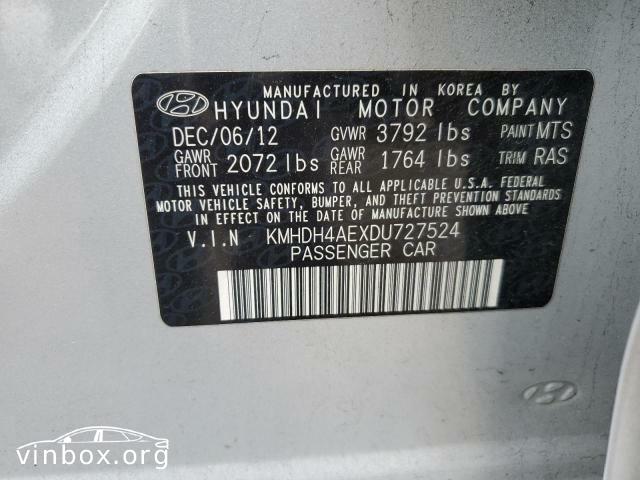 MANUFACTURED IN KOREA BY
HYUNDAI MOTOR COMPANY
DEC/06/12 GVWR 3792 lbs PAINT MTS
GAWR FRONT 2072 lbs GAWR REAR 1764 lbs TRIM RAS
THIS VEHICLE CONFORMS TO ALL APPLICABLE U.S.A. FEDERAL
MOTOR VEHICLE SAFETY, BUMPER, AND THEFT PREVENTION STANDARDS
IN EFFECT ON THE DATE OF MANUFACTURE SHOWN ABOVE.
V.I.N KMHDH4AEXDU727524
PASSENGER CAR
vinbox.org